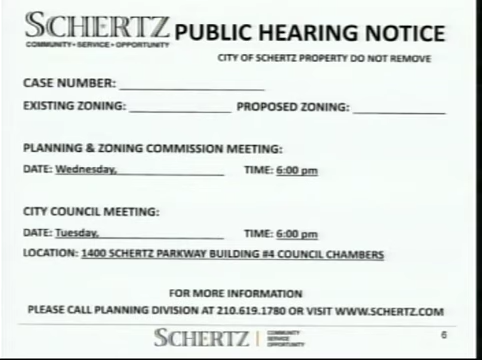 SCHERTZ PUBLIC HEARING NOTICE
COMMUNITY • SERVICE • OPPORTUNITY
CITY OF SCHERTZ PROPERTY DO NOT REMOVE
CASE NUMBER:
EXISTING ZONING: PROPOSED ZONING:
PLANNING & ZONING COMMISSION MEETING:
DATE: Wednesday, TIME: 6:00 pm
CITY COUNCIL MEETING:
DATE: Tuesday, TIME: 6:00 pm
LOCATION: 1400 SCHERTZ PARKWAY BUILDING #4 COUNCIL CHAMBERS
FOR MORE INFORMATION
PLEASE CALL PLANNING DIVISION AT 210.619.1780 OR VISIT WWW.SCHERTZ.COM
SCHERTZ
COMMUNITY
SERVICE
OPPORTUNITY
6